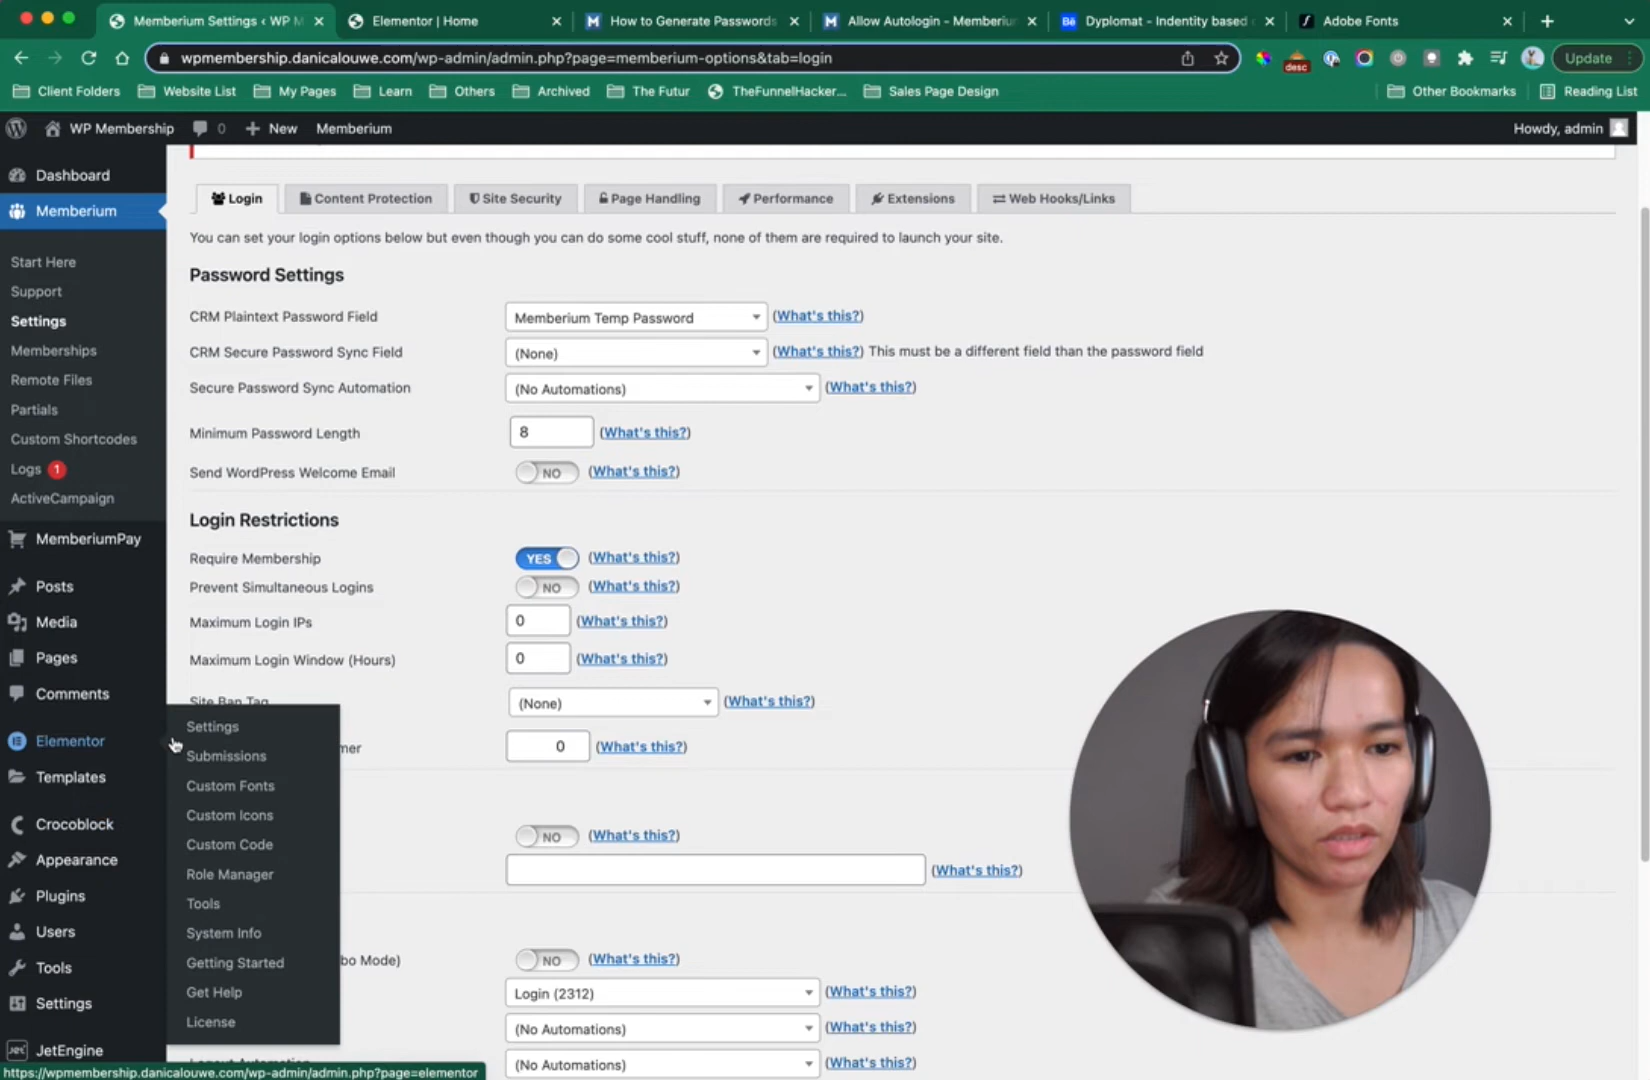 Memberium Settings ‹ WP M
Elementor | Home
How to Generate Passwords
Allow Autologin - Memberium
Bē Dyplomat - Indentity based
Adobe Fonts
wpmembership.danicalouwe.com/wp-admin/admin.php?page=memberium-options&tab=login
desc
Update
Client Folders
Website List
My Pages
Learn
Others
Archived
The Futur
TheFunnelHacker...
Sales Page Design
Other Bookmarks
Reading List
WP Membership
0
New
Memberium
Howdy, admin
Dashboard
Memberium
Start Here
Support
Settings
Memberships
Remote Files
Partials
Custom Shortcodes
Logs 1
ActiveCampaign
MemberiumPay
Posts
Media
Pages
Comments
Elementor
Templates
Crocoblock
Appearance
Plugins
Users
Tools
Settings
JetEngine
Settings
Submissions
Custom Fonts
Custom Icons
Custom Code
Role Manager
Tools
System Info
Getting Started
Get Help
License
Login
Content Protection
Site Security
Page Handling
Performance
Extensions
Web Hooks/Links
You can set your login options below but even though you can do some cool stuff, none of them are required to launch your site.
Password Settings
CRM Plaintext Password Field Memberium Temp Password (What's this?)
CRM Secure Password Sync Field (None) (What's this?) This must be a different field than the password field
Secure Password Sync Automation (No Automations) (What's this?)
Minimum Password Length 8 (What's this?)
Send WordPress Welcome Email NO (What's this?)
Login Restrictions
Require Membership YES (What's this?)
Prevent Simultaneous Logins NO (What's this?)
Maximum Login IPs 0 (What's this?)
Maximum Login Window (Hours) 0 (What's this?)
Site Ban Tag (None) (What's this?)
mer 0 (What's this?)
NO (What's this?)
(What's this?)
bo Mode) NO (What's this?)
Login (2312) (What's this?)
(No Automations) (What's this?)
Logout Automation (No Automations) (What's this?)
https://wpmembership.danicalouwe.com/wp-admin/admin.php?page=elementor